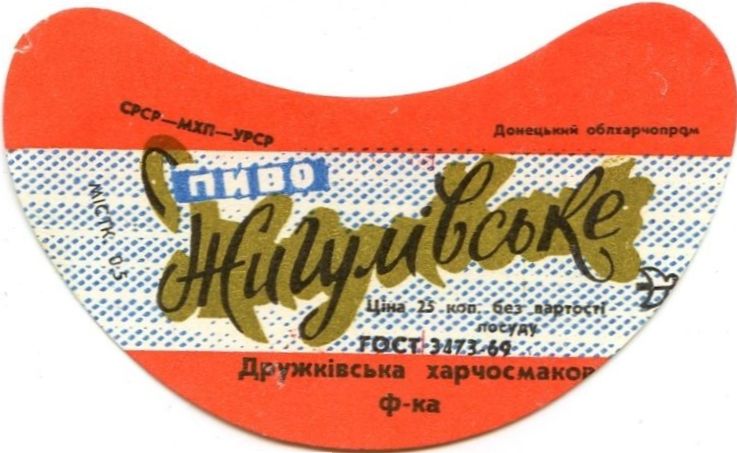 СРСР—МХП—УРСР
Донецький облхарчопром
ПИВО
Жигулівське
МІСТК. 0,5
Ціна 25 коп. без вартості
посуду
ГОСТ 3473-69
Дружківська харчосмаков
ф-ка